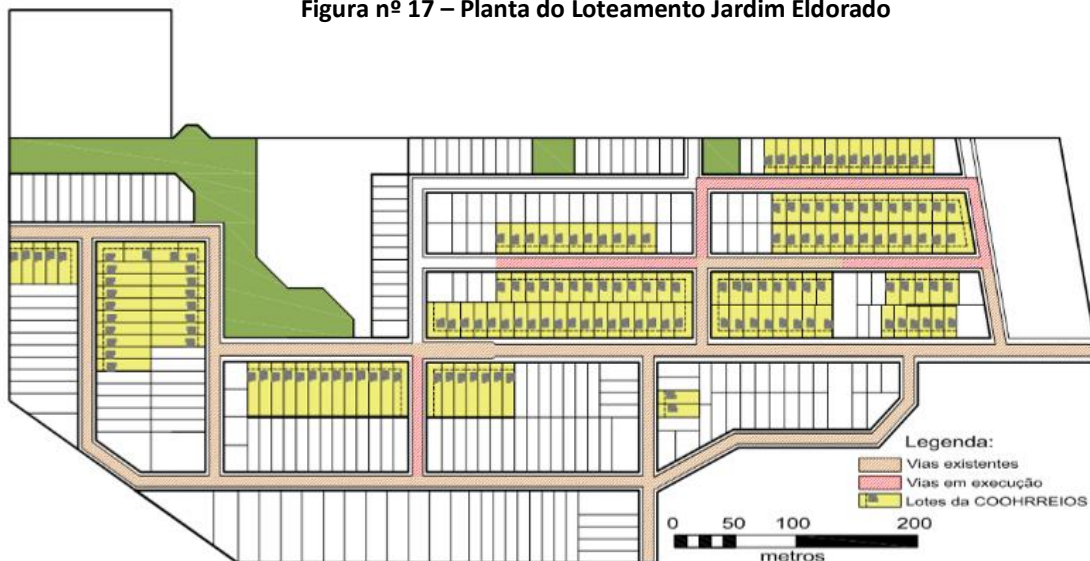 Figura nº 17 – Planta do Loteamento Jardim Eldorado
Legenda:
Vias existentes
Vias em execução
Lotes da COOHRREIOS
0 50 100 200
metros